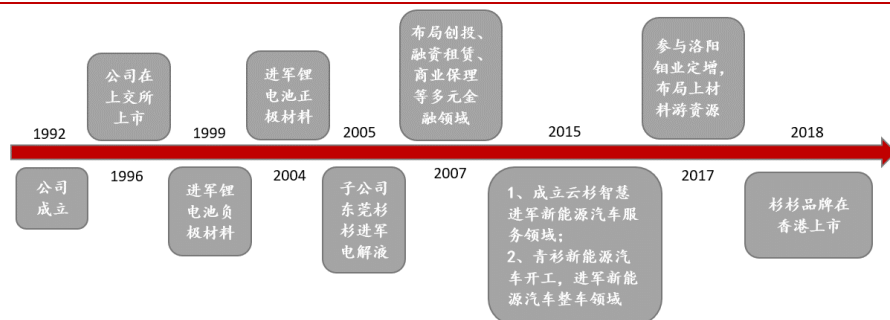 1992
公司
成立
公司在
上交所
上市
1996
1999
进军锂
电池负
极材料
进军锂
电池正
极材料
2004
2005
子公司
东莞杉
杉进军
电解液
布局创投、
融资租赁、
商业保理
等多元金
融领域
2007
2015
1、成立云杉智慧
进军新能源汽车服
务领域；
2、青衫新能源汽
车开工，进军新能
源汽车整车领域
参与洛阳
钼业定增，
布局上材
料游资源
2017
2018
杉杉品牌在
香港上市